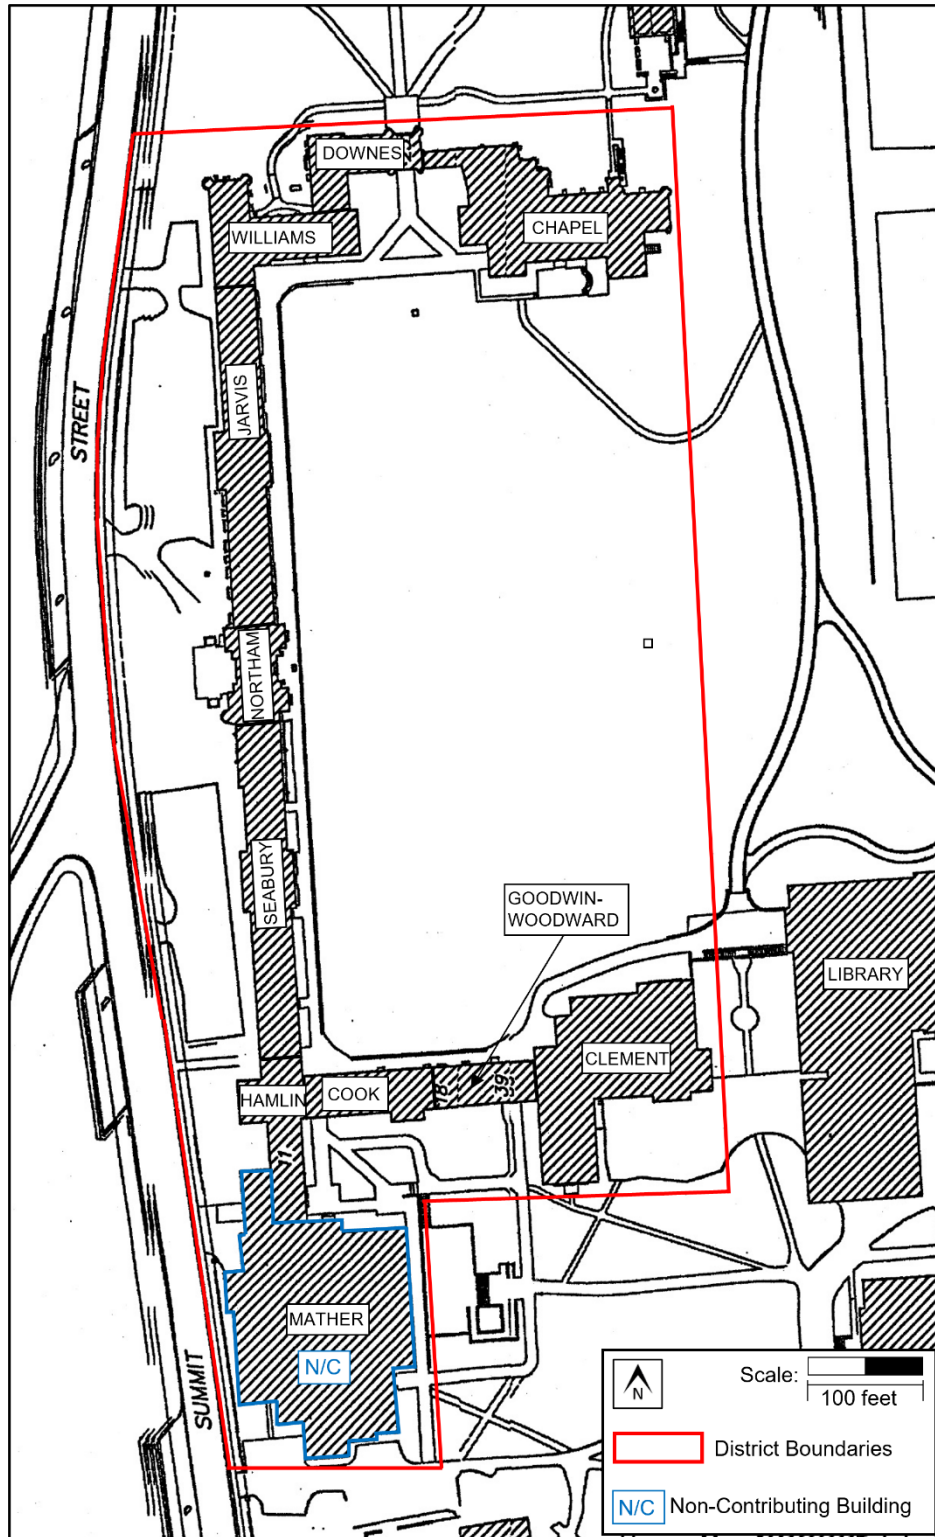 DOWNES
WILLIAMS
CHAPEL
JARVIS
STREET
NORTHAM
SEABURY
GOODWIN-
WOODWARD
LIBRARY
CLEMENT
HAMLIN
COOK
78
39
11
MATHER
N/C
SUMMIT
N
Scale:
100 feet
District Boundaries
N/C Non-Contributing Building